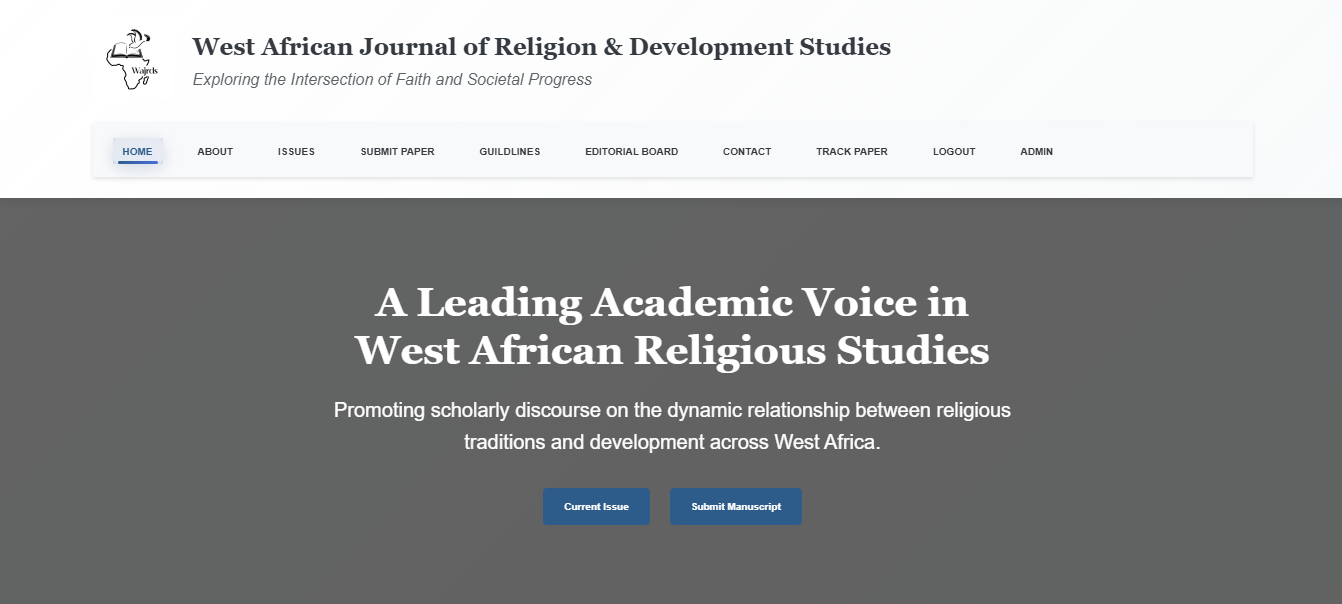 Wajrds
West African Journal of Religion & Development Studies
Exploring the Intersection of Faith and Societal Progress
HOME ABOUT ISSUES SUBMIT PAPER GUILDLINES EDITORIAL BOARD CONTACT TRACK PAPER LOGOUT ADMIN
A Leading Academic Voice in
West African Religious Studies
Promoting scholarly discourse on the dynamic relationship between religious
traditions and development across West Africa.
Current Issue Submit Manuscript